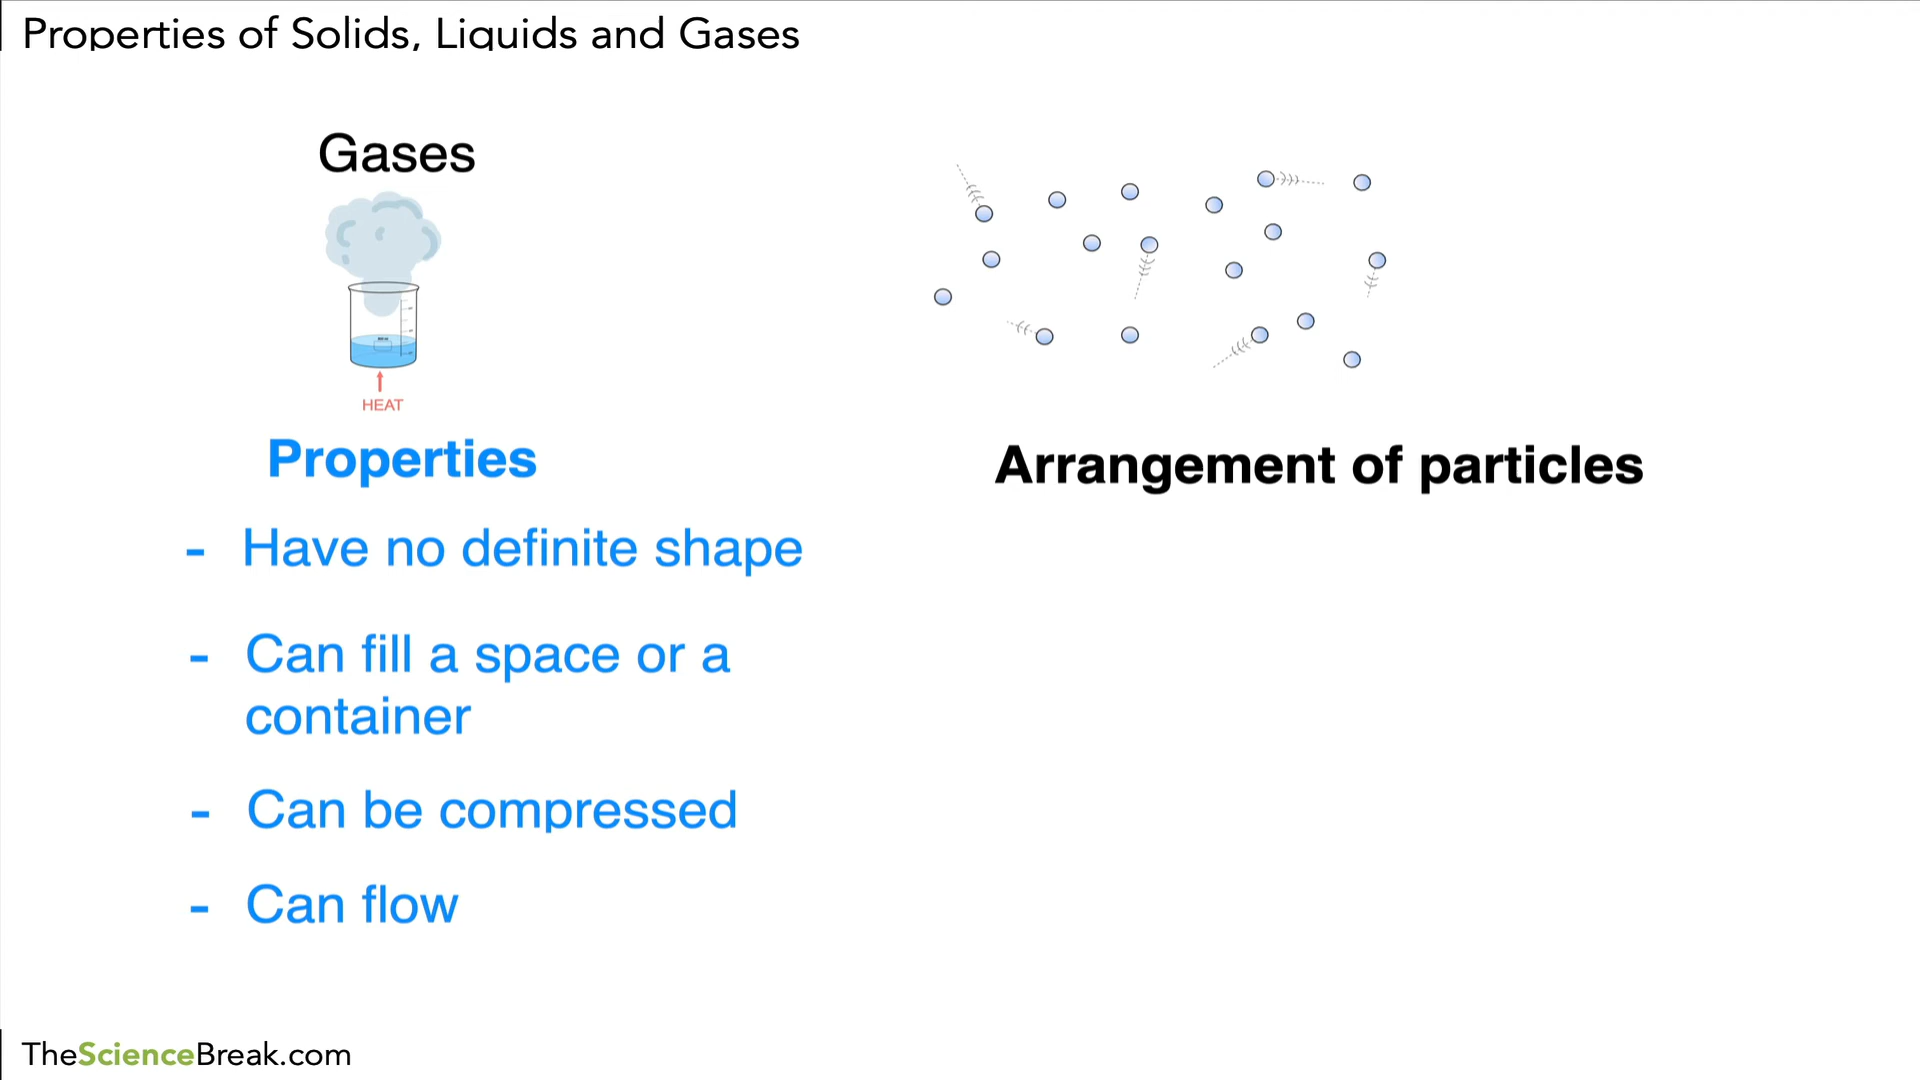 Properties of Solids, Liquids and Gases
Gases
HEAT
Properties
- Have no definite shape
- Can fill a space or a
container
- Can be compressed
- Can flow
Arrangement of particles
TheScienceBreak.com